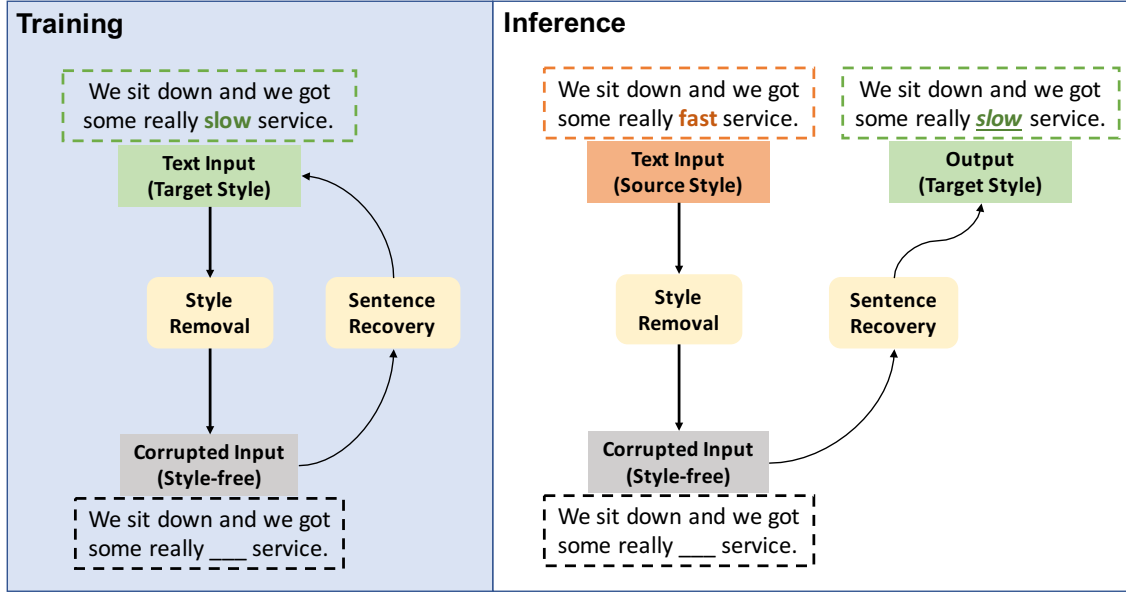 Training
We sit down and we got
some really slow service.
Text Input
(Target Style)
Style
Removal
Sentence
Recovery
Corrupted Input
(Style-free)
We sit down and we got
some really ___ service.
Inference
We sit down and we got
some really fast service.
Text Input
(Source Style)
We sit down and we got
some really slow service.
Output
(Target Style)
Style
Removal
Sentence
Recovery
Corrupted Input
(Style-free)
We sit down and we got
some really ___ service.